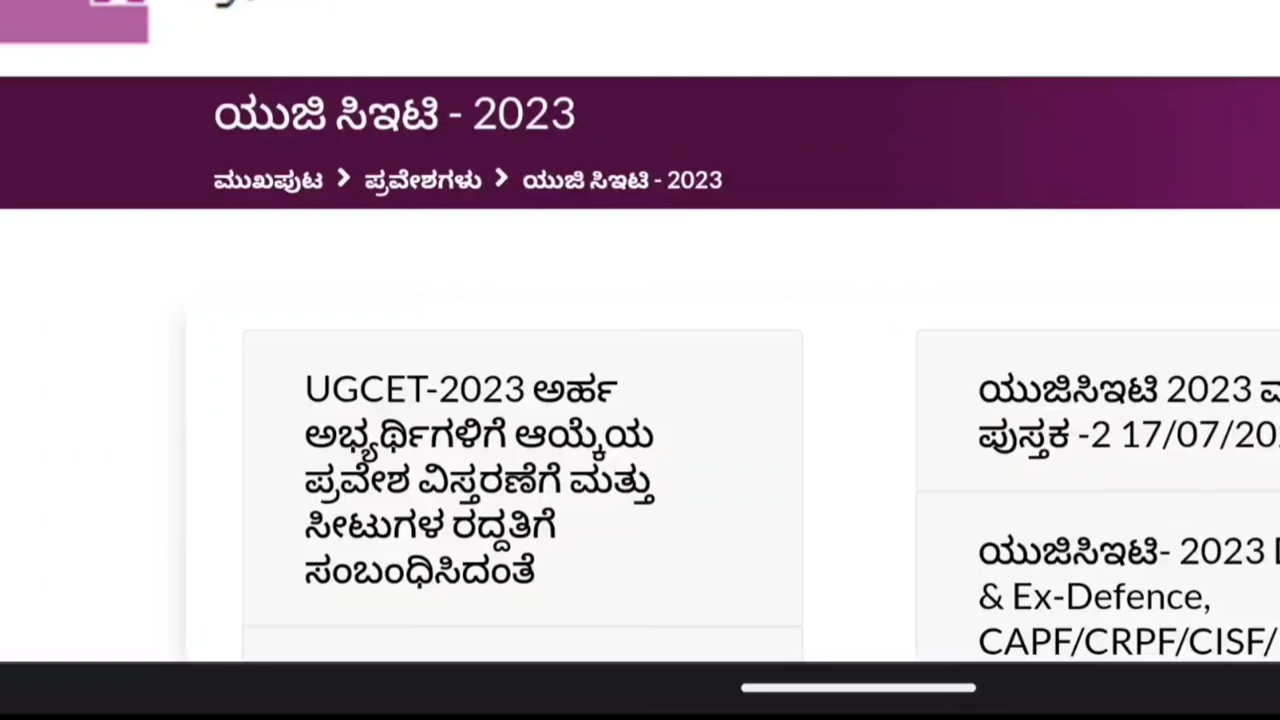 ಯುಜಿ ಸಿಇಟಿ - 2023
ಮುಖಪುಟ > ಪ್ರವೇಶಗಳು > ಯುಜಿ ಸಿಇಟಿ - 2023
UGCET-2023 ಅರ್ಹ
ಅಭ್ಯರ್ಥಿಗಳಿಗೆ ಆಯ್ಕೆಯ
ಪ್ರವೇಶ ವಿಸ್ತರಣೆಗೆ ಮತ್ತು
ಸೀಟುಗಳ ರದ್ದತಿಗೆ
ಸಂಬಂಧಿಸಿದಂತೆ
ಯುಜಿಸಿಇಟಿ 2023
ಪುಸ್ತಕ -2 17/07/20
ಯುಜಿಸಿಇಟಿ- 2023
& Ex-Defence,
CAPF/CRPF/CISF/